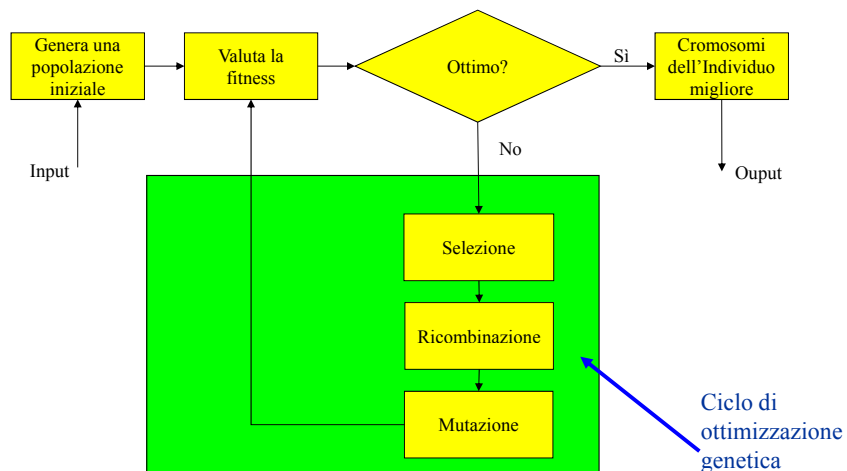 Genera una
popolazione
iniziale
Valuta la
fitness
Ottimo?
Sì
Cromosomi
dell'Individuo
migliore
Input
No
Ouput
Selezione
Ricombinazione
Mutazione
Ciclo di
ottimizzazione
genetica